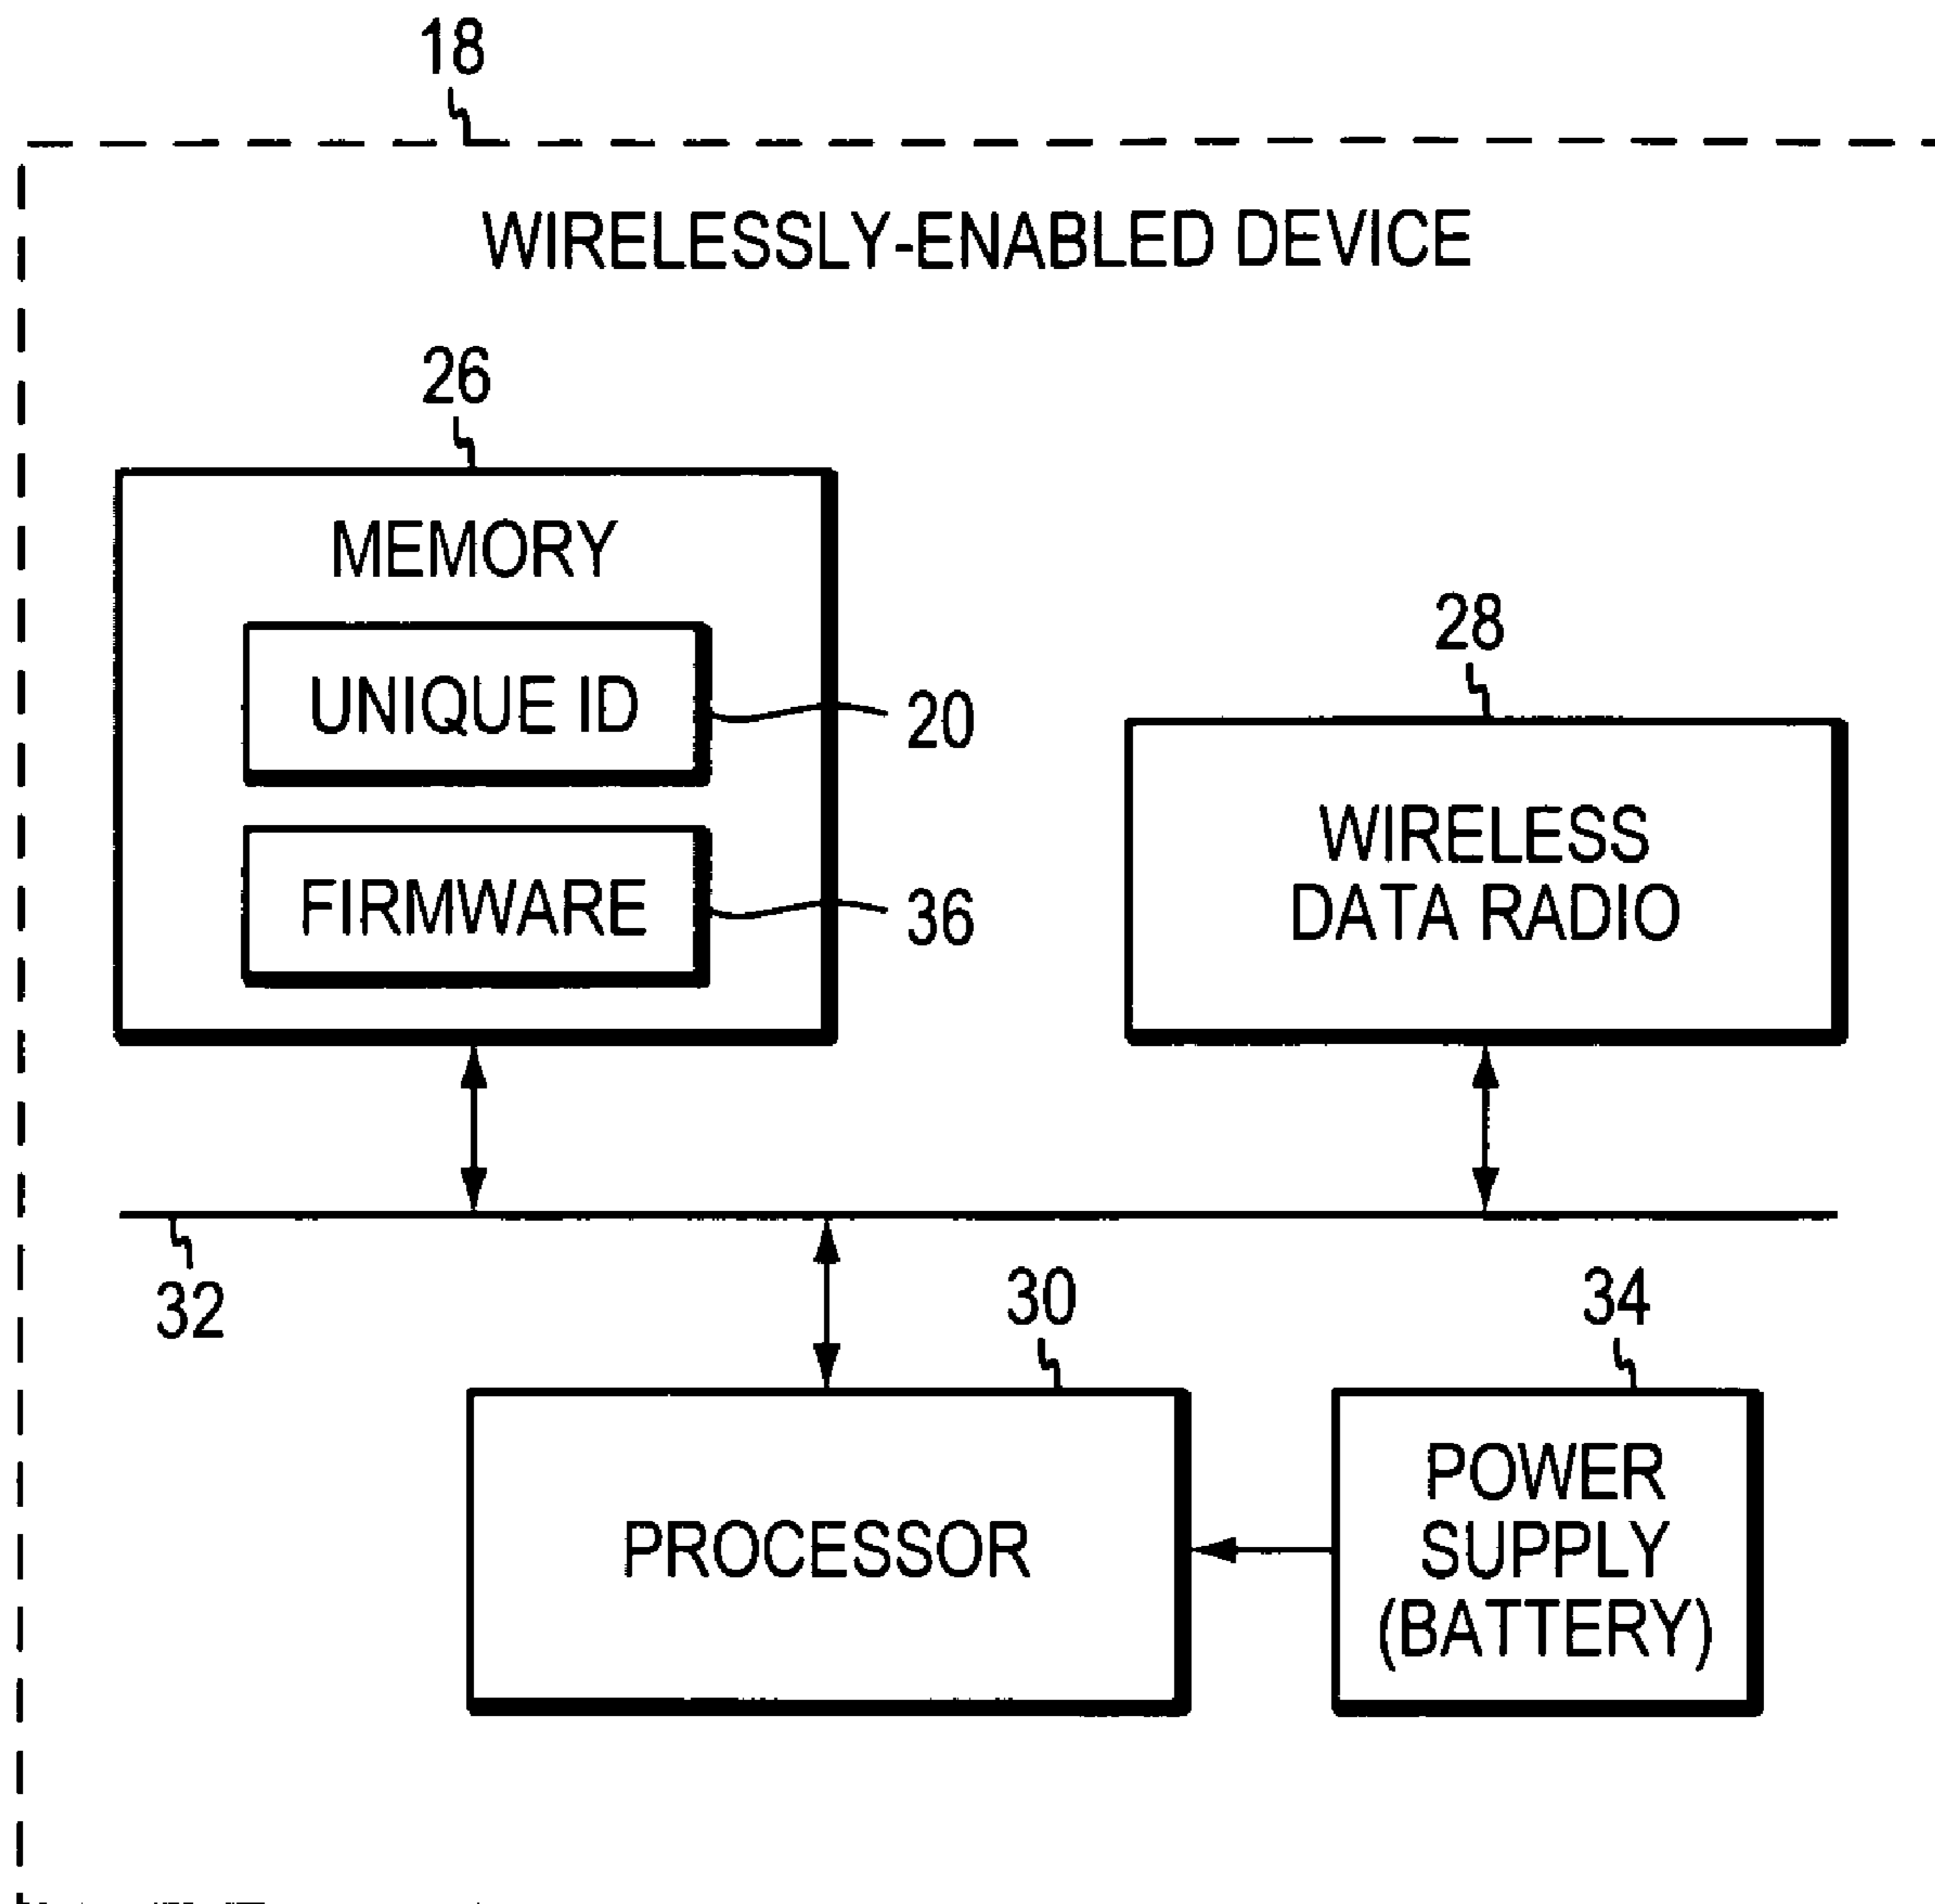 18
WIRELESSLY-ENABLED DEVICE
26
MEMORY
UNIQUE ID
20
FIRMWARE
36
28
WIRELESS
DATA RADIO
32
30
PROCESSOR
34
POWER
SUPPLY
(BATTERY)